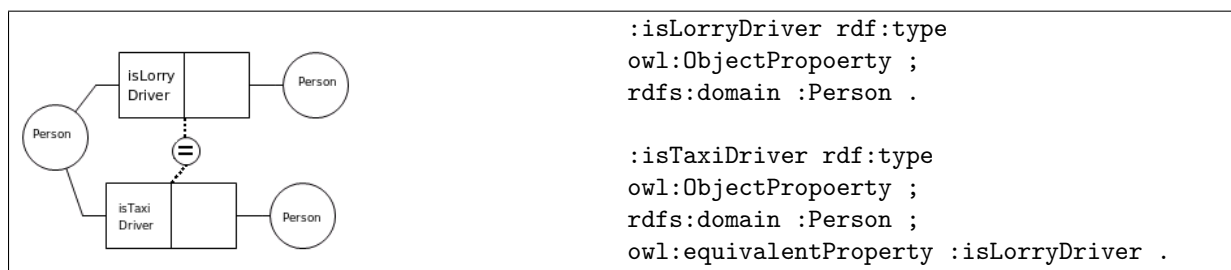 isLorry
Driver
Person
Person
=
isTaxi
Driver
Person
:isLorryDriver rdf:type
owl:ObjectPropoerty ;
rdfs:domain :Person .
:isTaxiDriver rdf:type
owl:ObjectPropoerty ;
rdfs:domain :Person ;
owl:equivalentProperty :isLorryDriver .